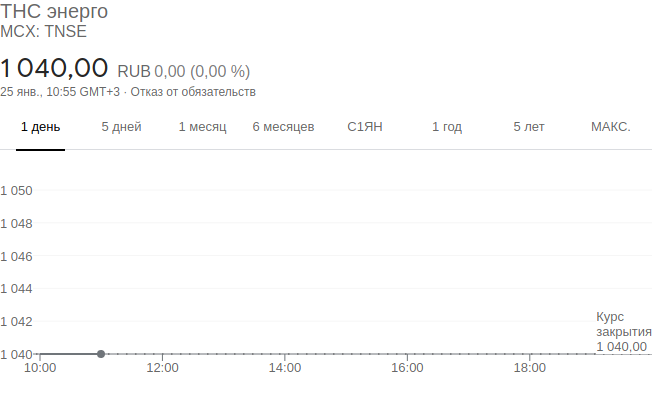 ТНС энерго
MCX: TNSE
1 040,00 RUB 0,00 (0,00 %)
25 янв., 10:55 GMT+3 · Отказ от обязательств
1 день 5 дней 1 месяц 6 месяцев С1ЯН 1 год 5 лет МАКС.
1 050
1 048
1 046
1 044
1 042
Курс
закрытия
1 040,00
1 040
10:00 12:00 14:00 16:00 18:00